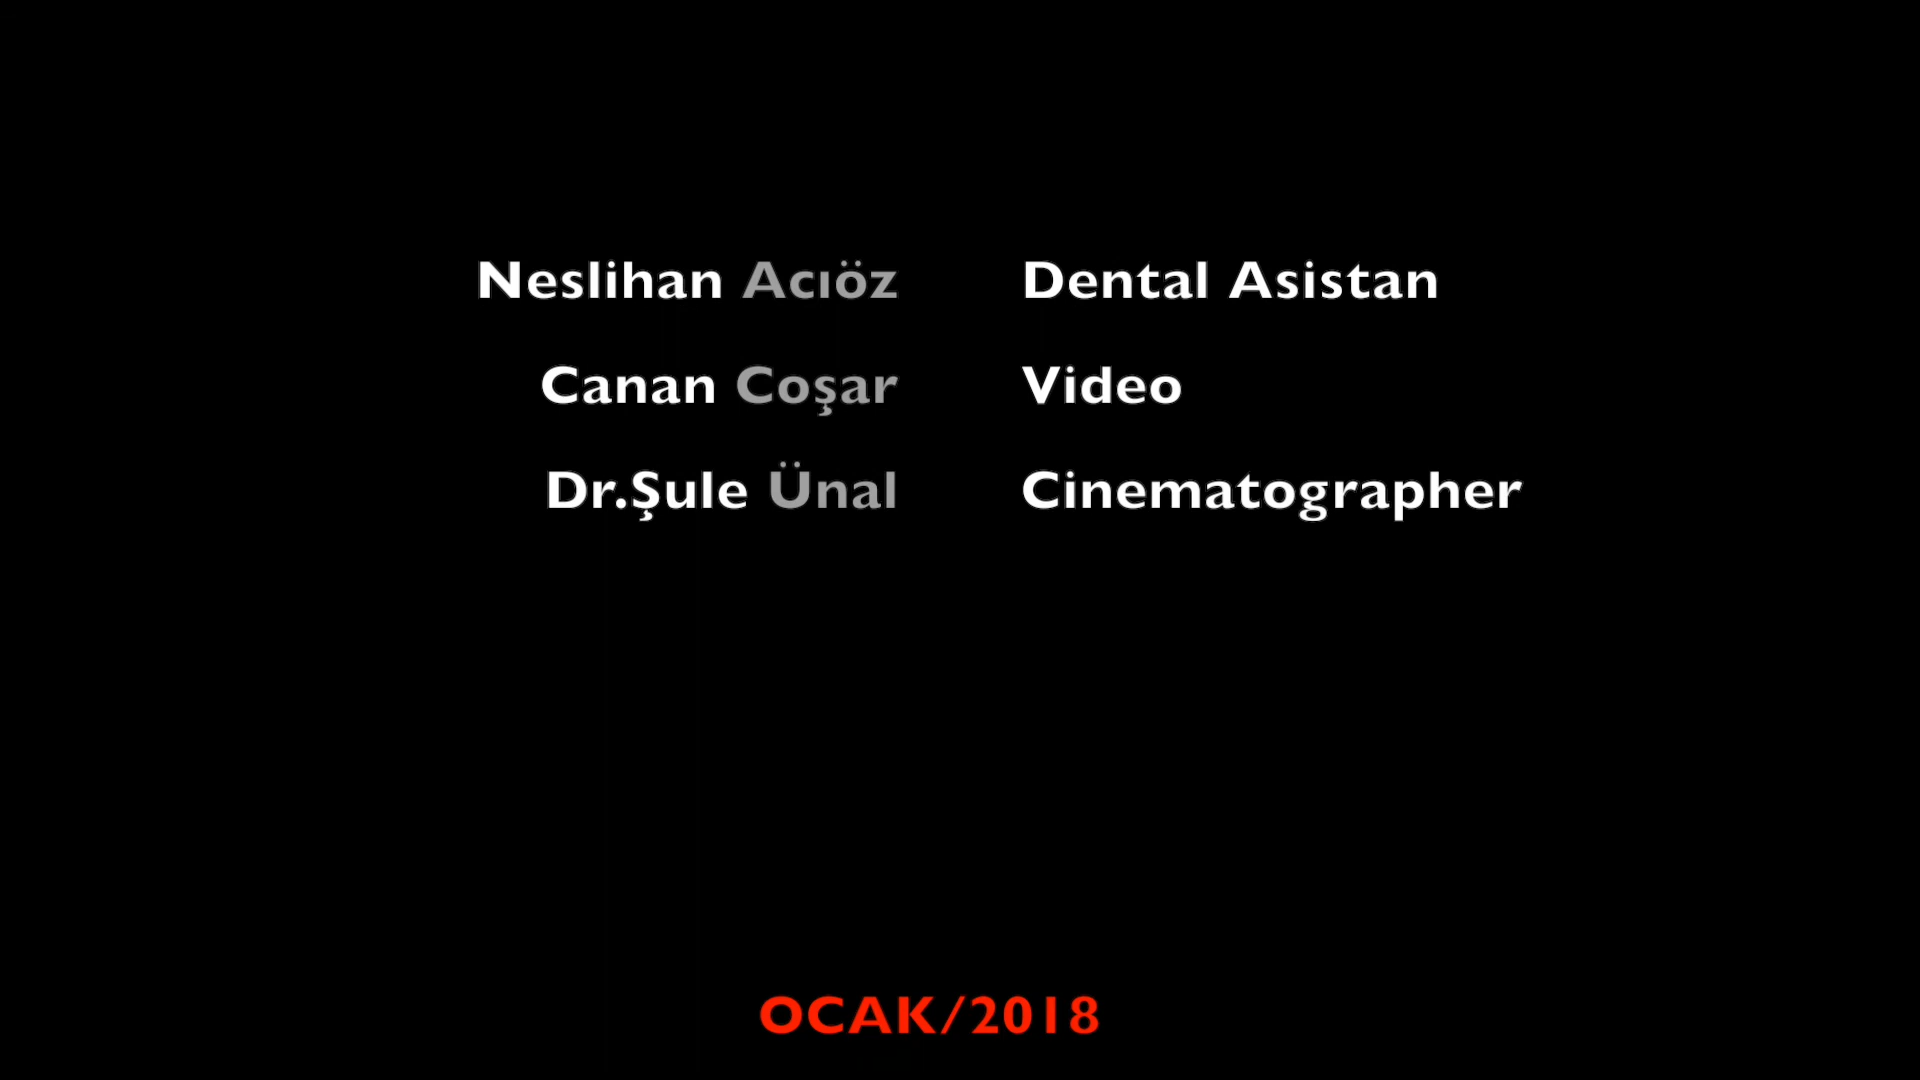 Neslihan Acıöz Dental Asistan
Canan Coşar Video
Dr.Şule Ünal Cinematographer
OCAK/2018